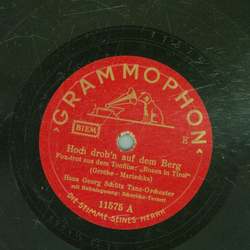 GRAMMOPHON
BIEM
E
Hoch drob'n auf dem Berg
Fox-trot aus dem Tonfilm: „Rosen in Tirol"
(Grothe - Marischka)
Hans Georg Schütz Tanz-Orchester
mit Refraingesang: Schuricke-Terzett
11575 A
„DIE STIMME SEINES HERRN"